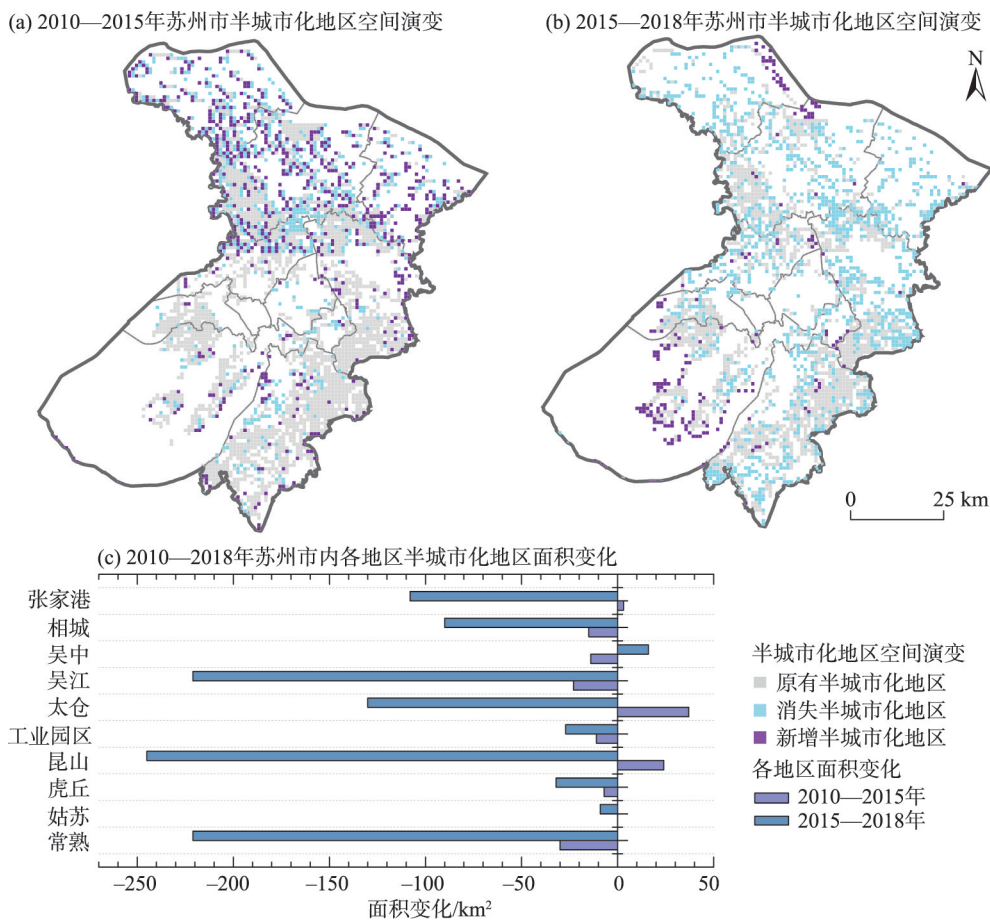 (a) 2010—2015年苏州市半城市化地区空间演变
(b) 2015—2018年苏州市半城市化地区空间演变
N
0 25 km
(c) 2010—2018年苏州市内各地区半城市化地区面积变化
张家港
相城
吴中
吴江
太仓
工业园区
昆山
虎丘
姑苏
常熟
−250 −200 −150 −100 −50 0 50
面积变化/km²
半城市化地区空间演变
原有半城市化地区
消失半城市化地区
新增半城市化地区
各地区面积变化
2010—2015年
2015—2018年